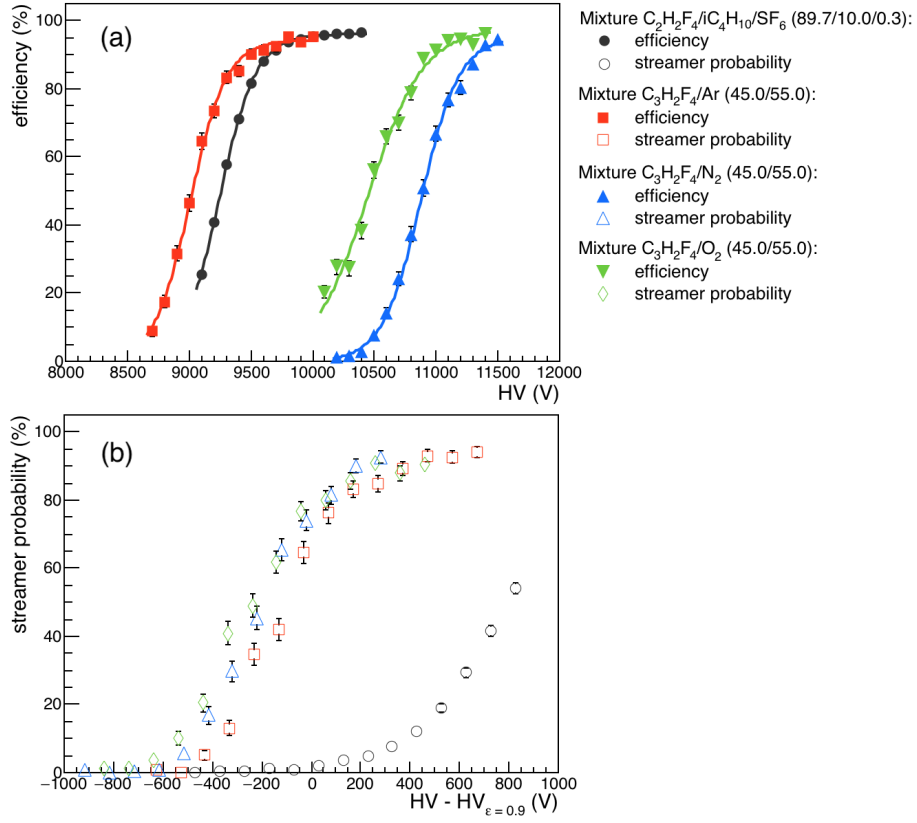 efficiency (%)
100
80
60
40
20
0
(a)
8000 8500 9000 9500 10000 10500 11000 11500 12000
HV (V)
Mixture C₂H₂F₄/iC₄H₁₀/SF₆ (89.7/10.0/0.3):
efficiency
streamer probability
Mixture C₃H₂F₄/Ar (45.0/55.0):
efficiency
streamer probability
Mixture C₃H₂F₄/N₂ (45.0/55.0):
efficiency
streamer probability
Mixture C₃H₂F₄/O₂ (45.0/55.0):
efficiency
streamer probability
streamer probability (%)
100
80
60
40
20
0
(b)
−1000 −800 −600 −400 −200 0 200 400 600 800 1000
HV - HV ε = 0.9 (V)